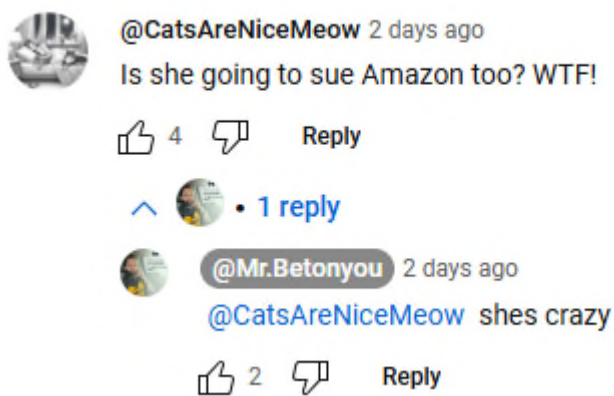 @CatsAreNiceMeow 2 days ago
Is she going to sue Amazon too? WTF!
4 Reply
• 1 reply
@Mr.Betonyou 2 days ago
@CatsAreNiceMeow shes crazy
2 Reply